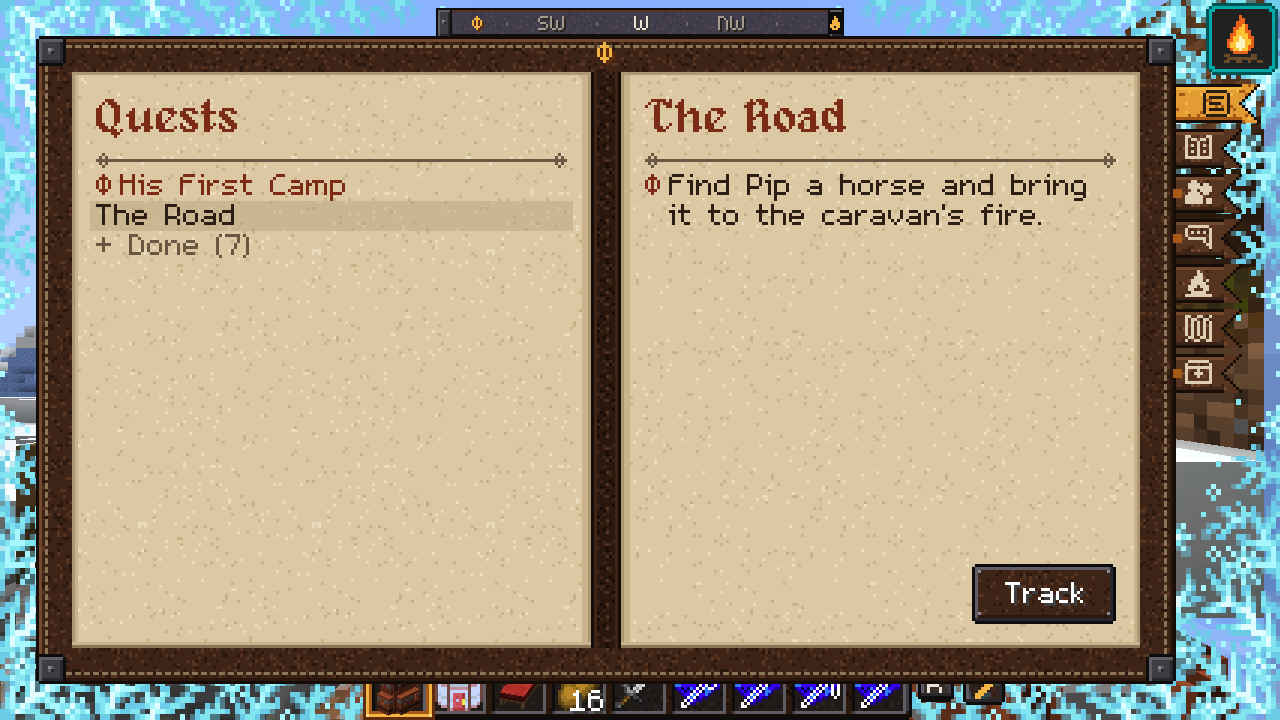 SW W NW
Quests
His First Camp
The Road
+ Done (7)
The Road
Find Pip a horse and bring
it to the caravan's fire.
Track
16